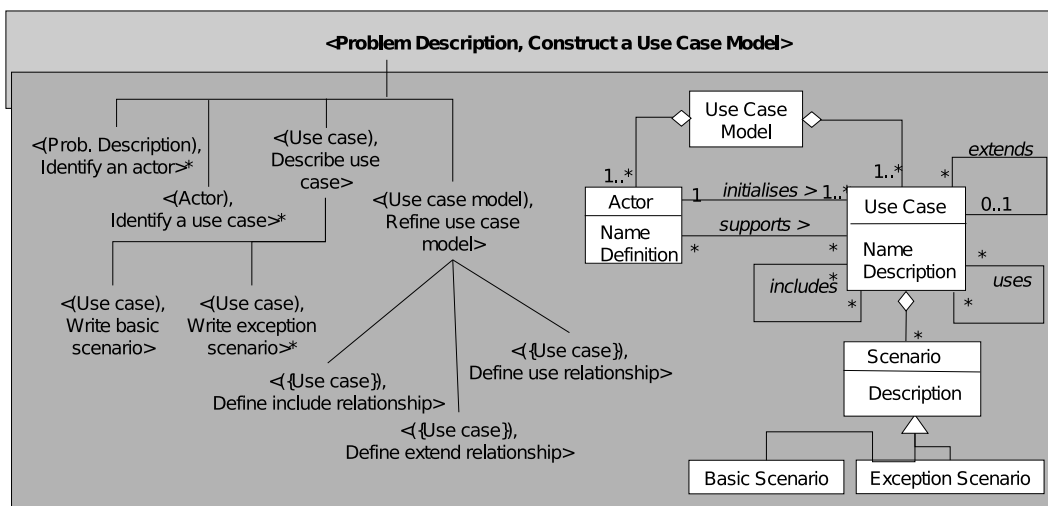 <Problem Description, Construct a Use Case Model>
<(Prob. Description),
Identify an actor>*
<(Actor),
Identify a use case>*
<(Use case),
Describe use
case>
<(Use case model),
Refine use case
model>
<(Use case),
Write basic
scenario>
<(Use case),
Write exception
scenario>*
<({Use case}),
Define include relationship>
<({Use case}),
Define extend relationship>
<({Use case}),
Define use relationship>
Use Case
Model
1..*
1..*
extends
*
0..1
Actor
Name
Definition
1
initialises >
1..*
*
supports >
*
Use Case
Name
Description
includes
*
*
*
uses
*
*
Scenario
Description
Basic Scenario
Exception Scenario